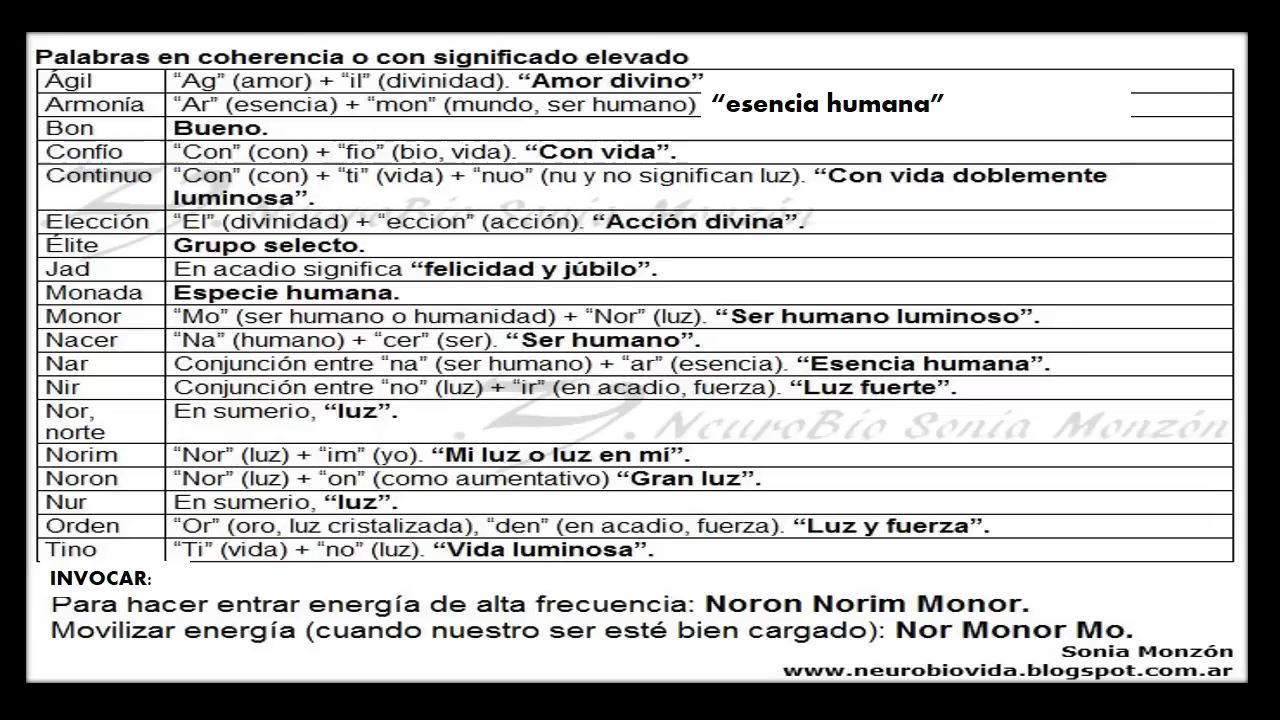 Palabras en coherencia o con significado elevado
Ágil “Ag” (amor) + “il” (divinidad). “Amor divino”
Armonía “Ar” (esencia) + “mon” (mundo, ser humano) “esencia humana”
Bon Bueno.
Confío “Con” (con) + “fio” (bio, vida). “Con vida”.
Continuo “Con” (con) + “ti” (vida) + “nuo” (nu y no significan luz). “Con vida doblemente
luminosa”.
NeuroBio Sonia Monzón
Elección “El” (divinidad) + “eccion” (acción). “Acción divina”.
Élite Grupo selecto.
Jad En acadio significa “felicidad y júbilo”.
Monada Especie humana.
Monor “Mo” (ser humano o humanidad) + “Nor” (luz). “Ser humano luminoso”.
Nacer “Na” (humano) + “cer” (ser). “Ser humano”.
Nar Conjunción entre “na” (ser humano) + “ar” (esencia). “Esencia humana”.
Nir Conjunción entre “no” (luz) + “ir” (en acadio, fuerza). “Luz fuerte”.
Nor, En sumerio, “luz”.
norte
NeuroBio Sonia Monzón
Norim “Nor” (luz) + “im” (yo). “Mi luz o luz en mí”.
Noron “Nor” (luz) + “on” (como aumentativo) “Gran luz”.
Nur En sumerio, “luz”.
Orden “Or” (oro, luz cristalizada), “den” (en acadio, fuerza). “Luz y fuerza”.
Tino “Ti” (vida) + “no” (luz). “Vida luminosa”.
INVOCAR:
Para hacer entrar energía de alta frecuencia: Noron Norim Monor.
Movilizar energía (cuando nuestro ser esté bien cargado): Nor Monor Mo.
Sonia Monzón
www.neurobiovida.blogspot.com.ar